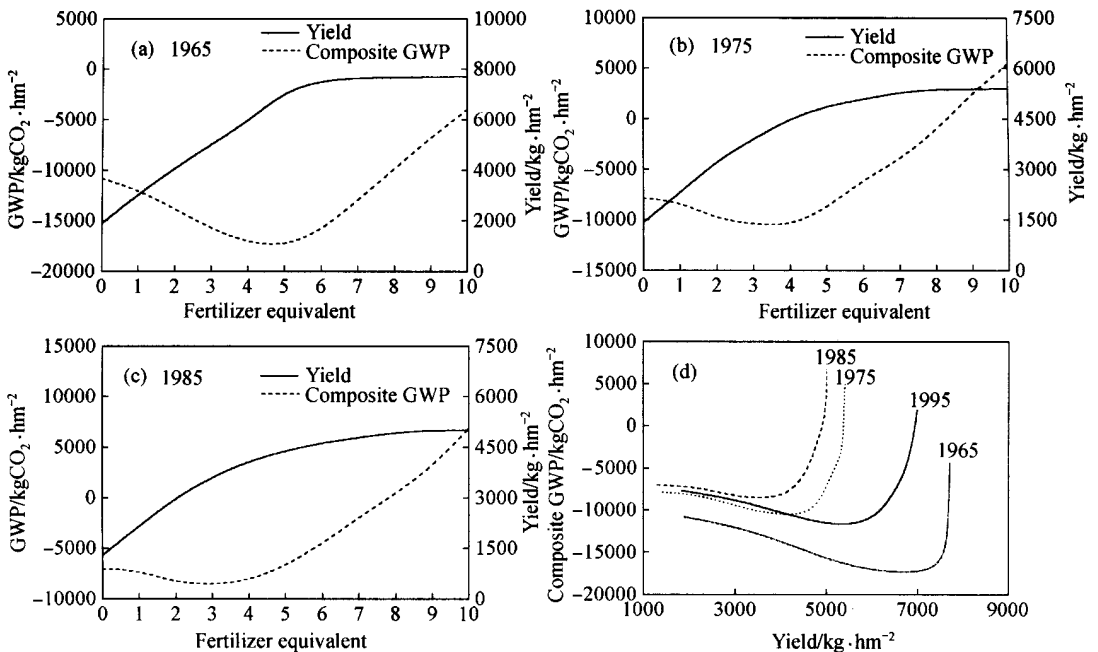 (a) 1965
Yield
Composite GWP
5000
0
−5000
−10000
−15000
−20000
GWP/kgCO₂·hm⁻²
10000
8000
6000
4000
2000
0
Yield/kg·hm⁻²
0 1 2 3 4 5 6 7 8 9 10
Fertilizer equivalent
(b) 1975
Yield
Composite GWP
10000
5000
0
−5000
−10000
−15000
GWP/kgCO₂·hm⁻²
7500
6000
4500
3000
1500
0
Yield/kg·hm⁻²
0 1 2 3 4 5 6 7 8 9 10
Fertilizer equivalent
(c) 1985
Yield
Composite GWP
15000
10000
5000
0
−5000
−10000
GWP/kgCO₂·hm⁻²
7500
6000
4500
3000
1500
0
Yield/kg·hm⁻²
0 1 2 3 4 5 6 7 8 9 10
Fertilizer equivalent
(d)
1985
1975
1995
1965
10000
5000
0
−5000
−10000
−15000
−20000
Composite GWP/kgCO₂·hm⁻²
1000 3000 5000 7000 9000
Yield/kg·hm⁻²